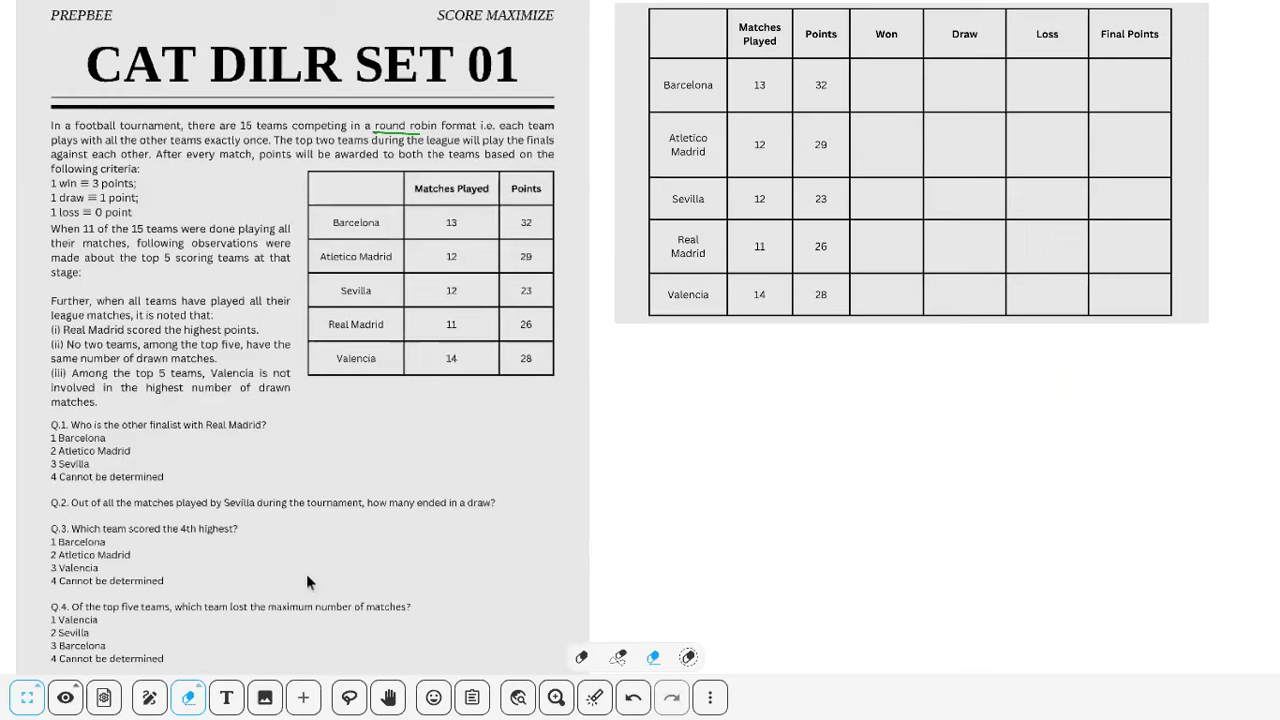 PREPBEE SCORE MAXIMIZE
CAT DILR SET 01
In a football tournament, there are 15 teams competing in a round robin format i.e. each team
plays with all the other teams exactly once. The top two teams during the league will play the finals
against each other. After every match, points will be awarded to both the teams based on the
following criteria:
1 win ≡ 3 points;
1 draw ≡ 1 point;
1 loss ≡ 0 point
When 11 of the 15 teams were done playing all
their matches, following observations were
made about the top 5 scoring teams at that
stage:
Further, when all teams have played all their
league matches, it is noted that:
(i) Real Madrid scored the highest points.
(ii) No two teams, among the top five, have the
same number of drawn matches.
(iii) Among the top 5 teams, Valencia is not
involved in the highest number of drawn
matches.
Matches Played Points
Barcelona 13 32
Atletico Madrid 12 29
Sevilla 12 23
Real Madrid 11 26
Valencia 14 28
Q.1. Who is the other finalist with Real Madrid?
1 Barcelona
2 Atletico Madrid
3 Sevilla
4 Cannot be determined
Q.2. Out of all the matches played by Sevilla during the tournament, how many ended in a draw?
Q.3. Which team scored the 4th highest?
1 Barcelona
2 Atletico Madrid
3 Valencia
4 Cannot be determined
Q.4. Of the top five teams, which team lost the maximum number of matches?
1 Valencia
2 Sevilla
3 Barcelona
4 Cannot be determined
Matches
Played Points Won Draw Loss Final Points
Barcelona 13 32
Atletico
Madrid 12 29
Sevilla 12 23
Real
Madrid 11 26
Valencia 14 28
T